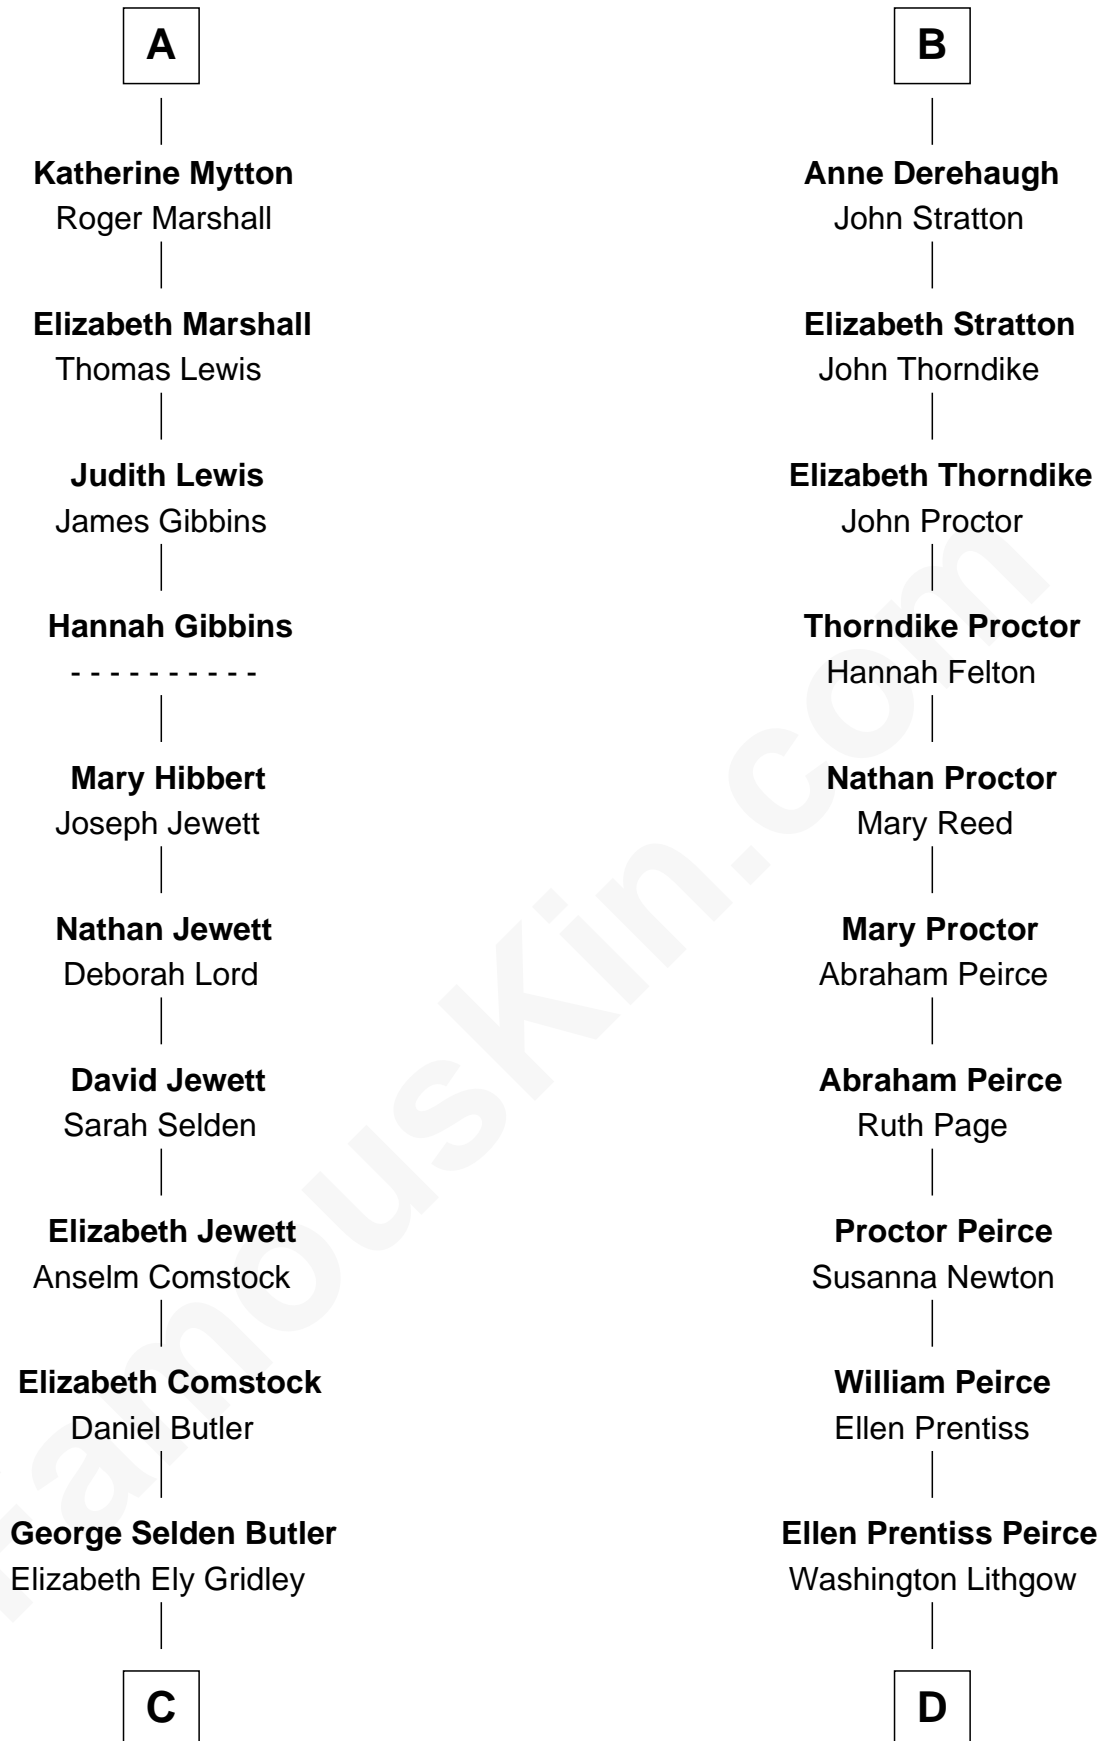 A
Katherine Mytton
Roger Marshall
Elizabeth Marshall
Thomas Lewis
Judith Lewis
James Gibbins
Hannah Gibbins
- - - - - - - - - -
Mary Hibbert
Joseph Jewett
Nathan Jewett
Deborah Lord
David Jewett
Sarah Selden
Elizabeth Jewett
Anselm Comstock
Elizabeth Comstock
Daniel Butler
George Selden Butler
Elizabeth Ely Gridley
C
B
Anne Derehaugh
John Stratton
Elizabeth Stratton
John Thorndike
Elizabeth Thorndike
John Proctor
Thorndike Proctor
Hannah Felton
Nathan Proctor
Mary Reed
Mary Proctor
Abraham Peirce
Abraham Peirce
Ruth Page
Proctor Peirce
Susanna Newton
William Peirce
Ellen Prentiss
Ellen Prentiss Peirce
Washington Lithgow
D
FamousKin.com